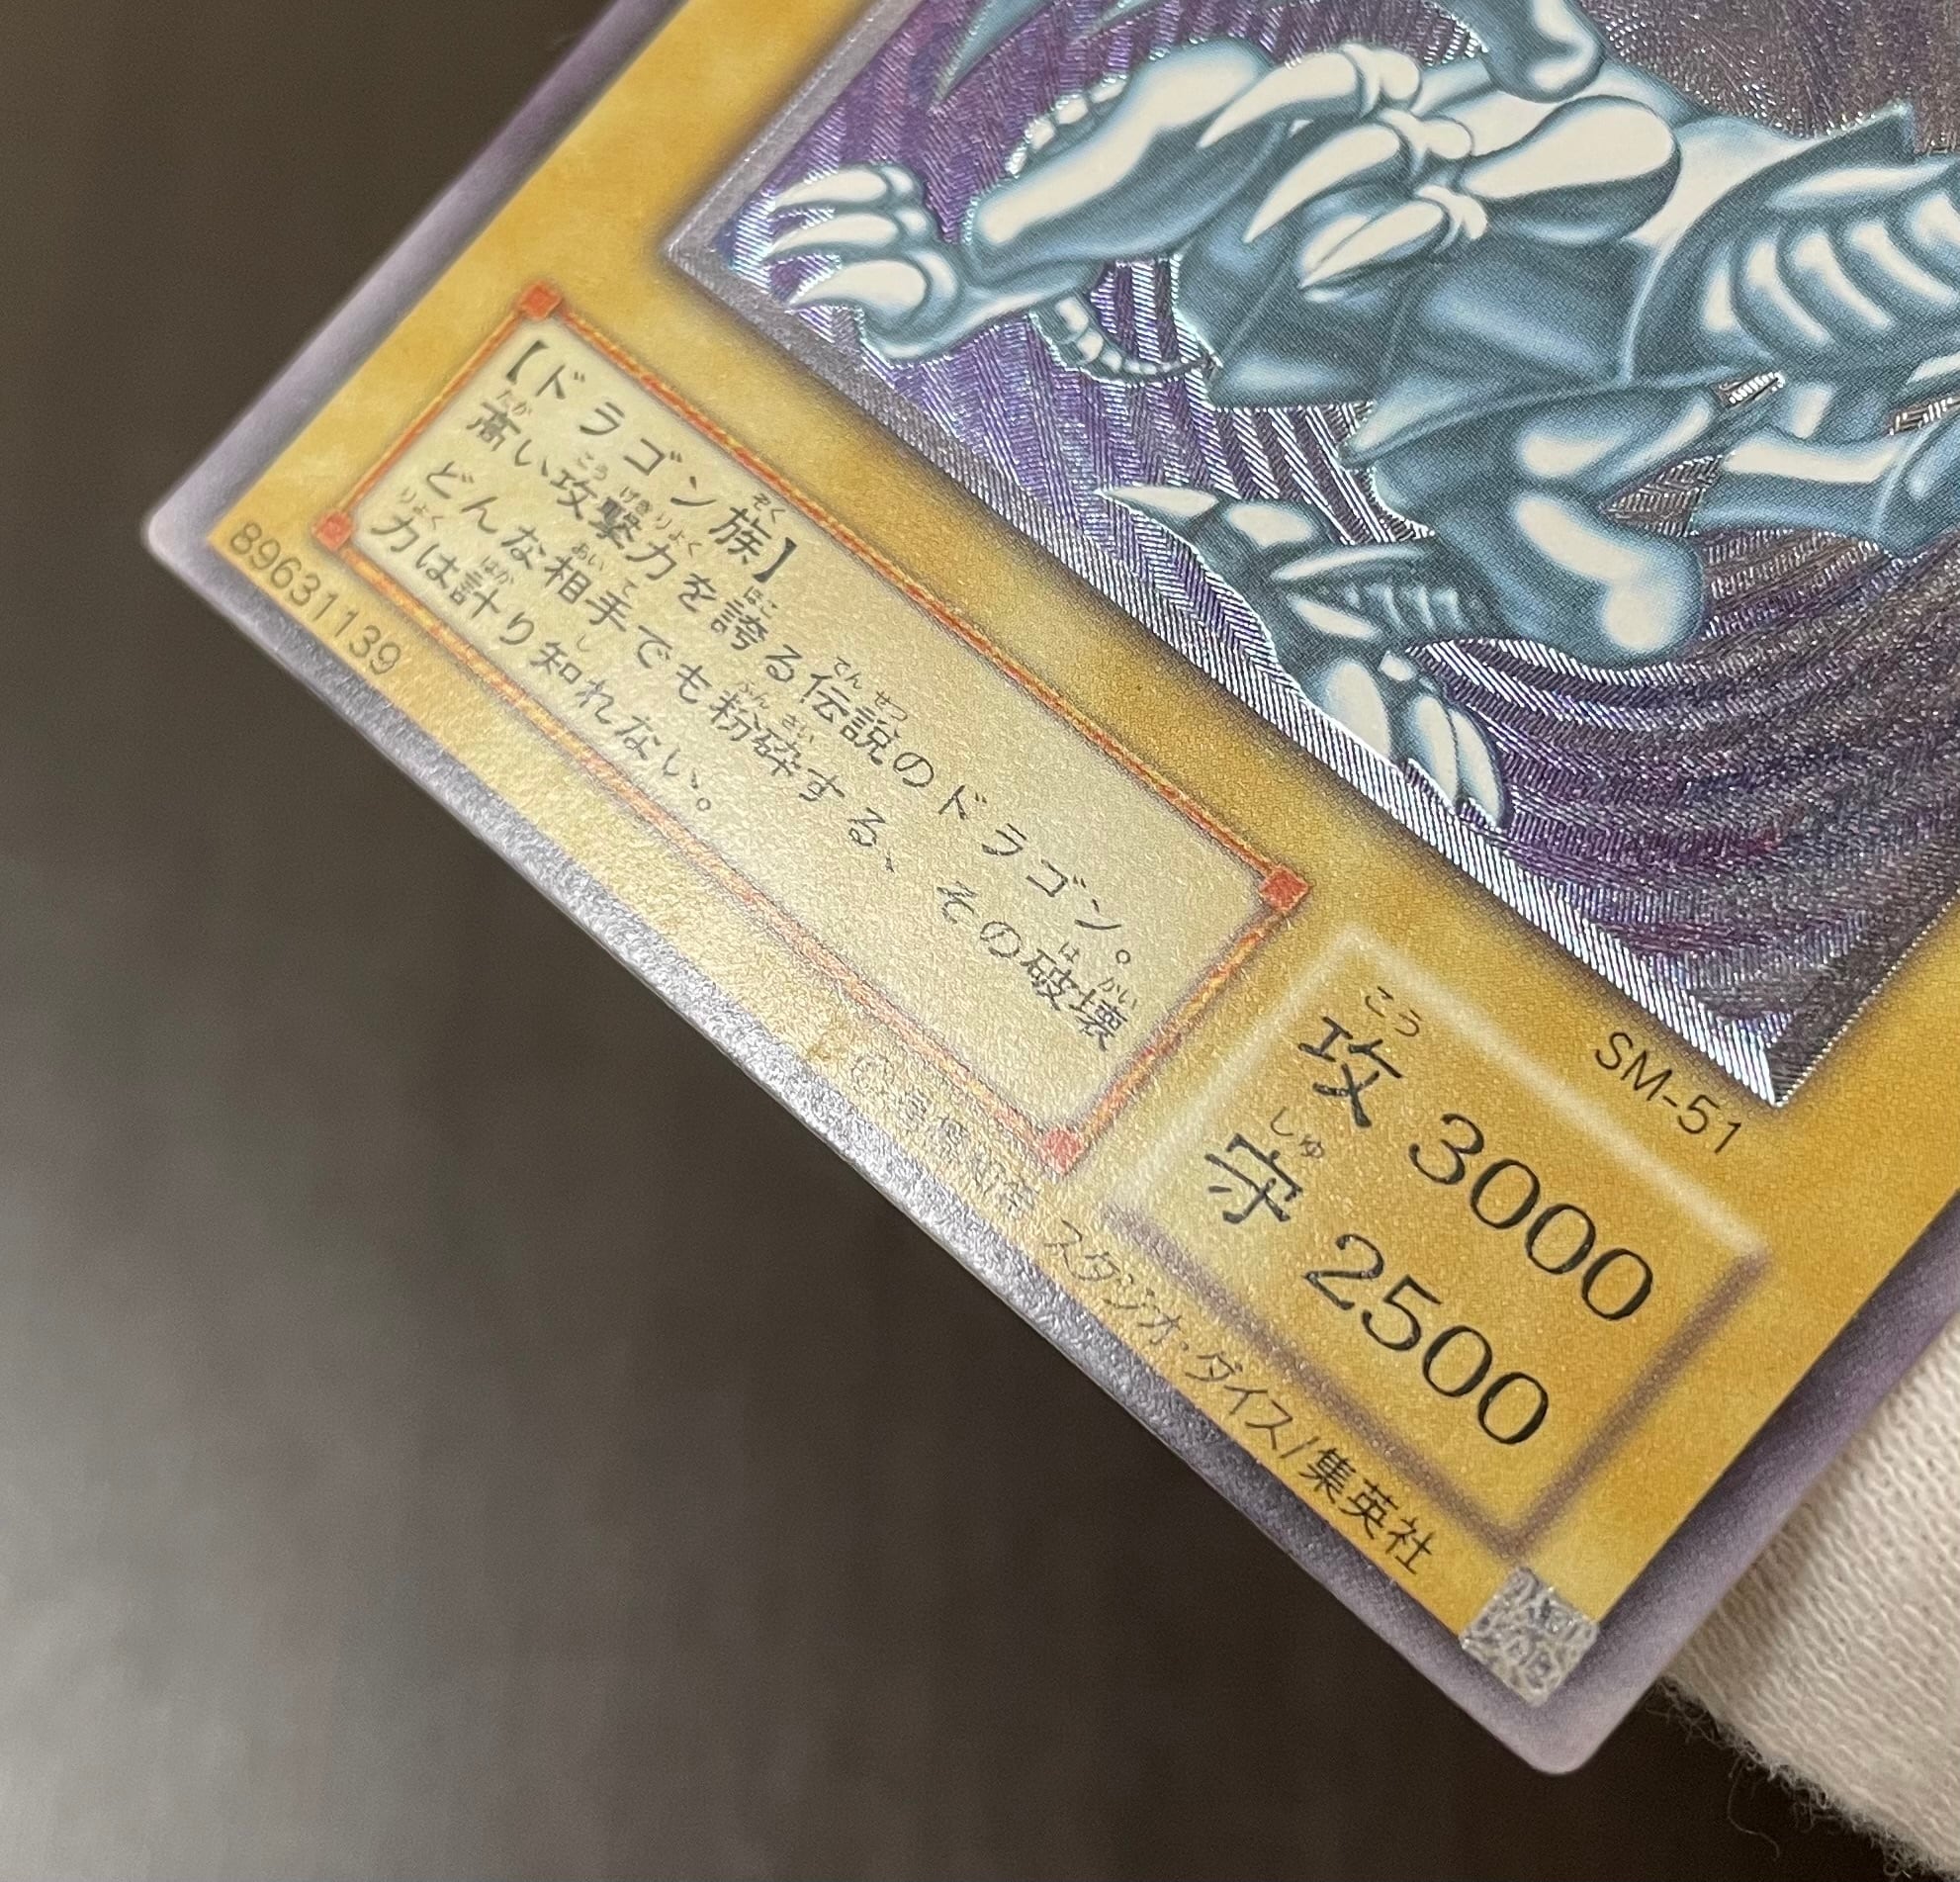 SM-51
【ドラゴン族】
高い攻撃力を誇る伝説のドラゴン。
どんな相手でも粉砕する、その破壊
力は計り知れない。
攻 3000
守 2500
89631139
スタジオ・ダイス/集英社